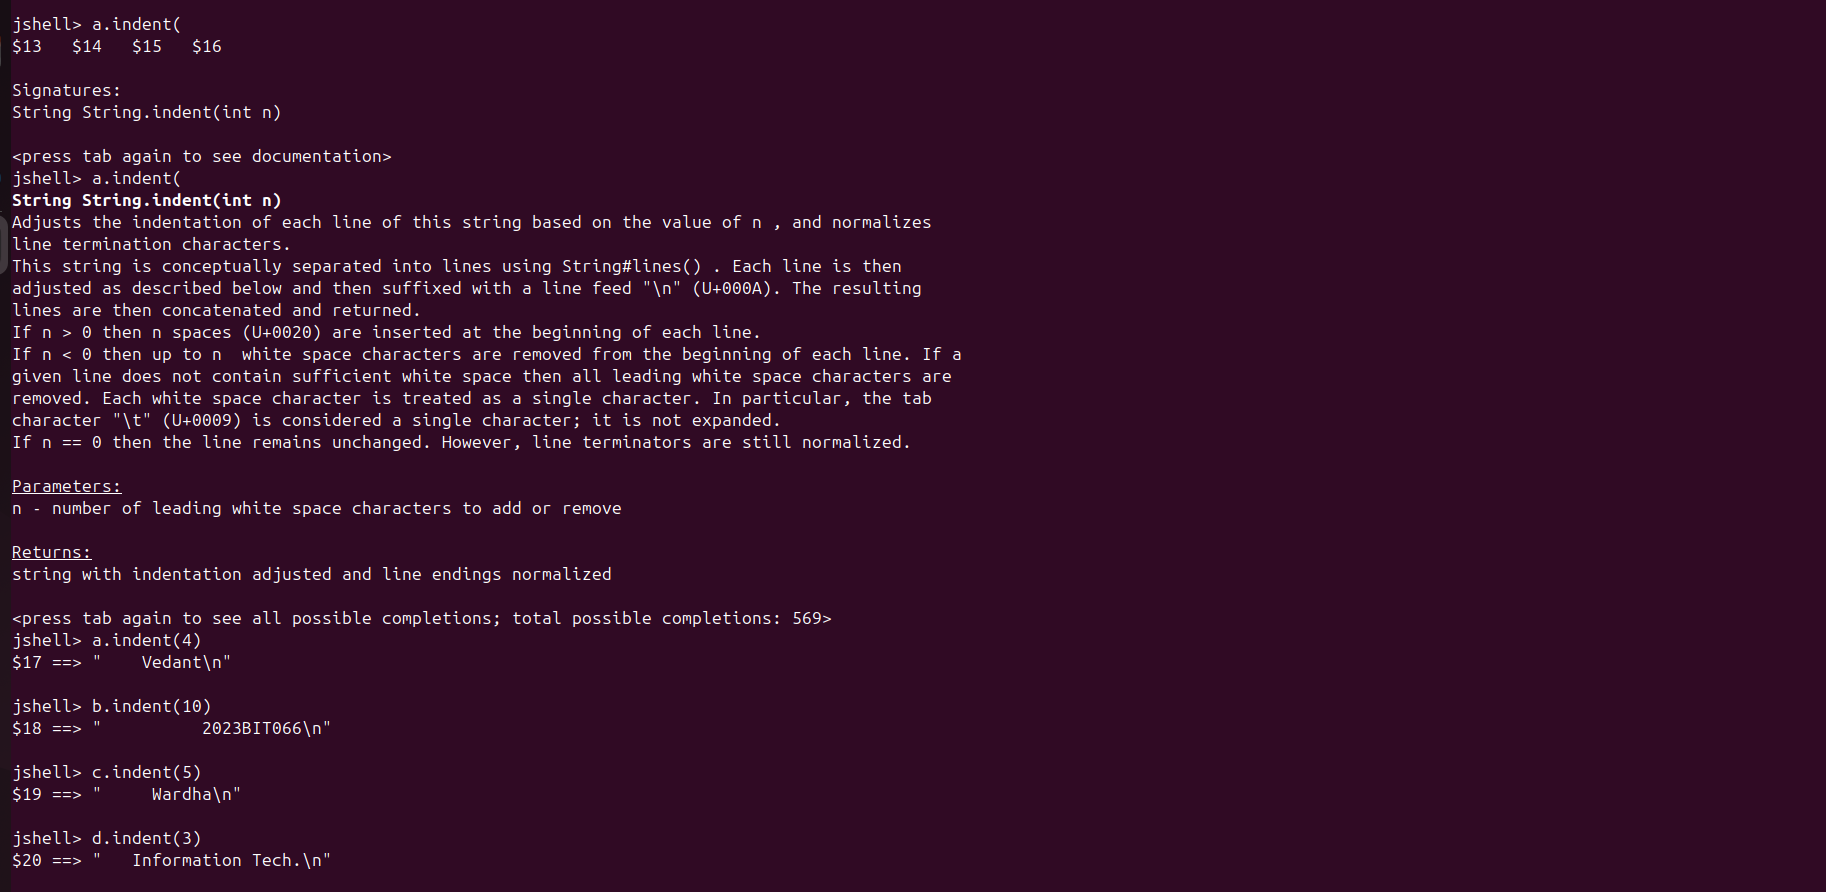 jshell> a.indent(
$13   $14   $15   $16
Signatures:
String String.indent(int n)
<press tab again to see documentation>
jshell> a.indent(
String String.indent(int n)
Adjusts the indentation of each line of this string based on the value of n , and normalizes
line termination characters.
This string is conceptually separated into lines using String#lines() . Each line is then
adjusted as described below and then suffixed with a line feed "\n" (U+000A). The resulting
lines are then concatenated and returned.
If n > 0 then n spaces (U+0020) are inserted at the beginning of each line.
If n < 0 then up to n  white space characters are removed from the beginning of each line. If a
given line does not contain sufficient white space then all leading white space characters are
removed. Each white space character is treated as a single character. In particular, the tab
character "\t" (U+0009) is considered a single character; it is not expanded.
If n == 0 then the line remains unchanged. However, line terminators are still normalized.
Parameters:
n - number of leading white space characters to add or remove
Returns:
string with indentation adjusted and line endings normalized
<press tab again to see all possible completions; total possible completions: 569>
jshell> a.indent(4)
$17 ==> "    Vedant\n"
jshell> b.indent(10)
$18 ==> "          2023BIT066\n"
jshell> c.indent(5)
$19 ==> "     Wardha\n"
jshell> d.indent(3)
$20 ==> "   Information Tech.\n"